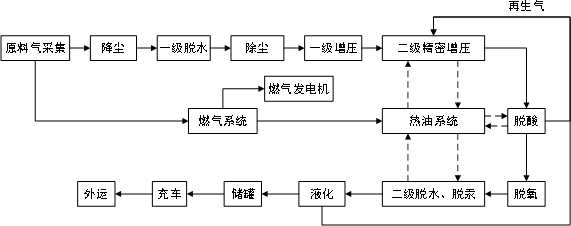 再生气
原料气采集
降尘
一级脱水
除尘
一级增压
二级精密增压
燃气发电机
燃气系统
热油系统
脱酸
外运
充车
储罐
液化
二级脱水、脱汞
脱氧